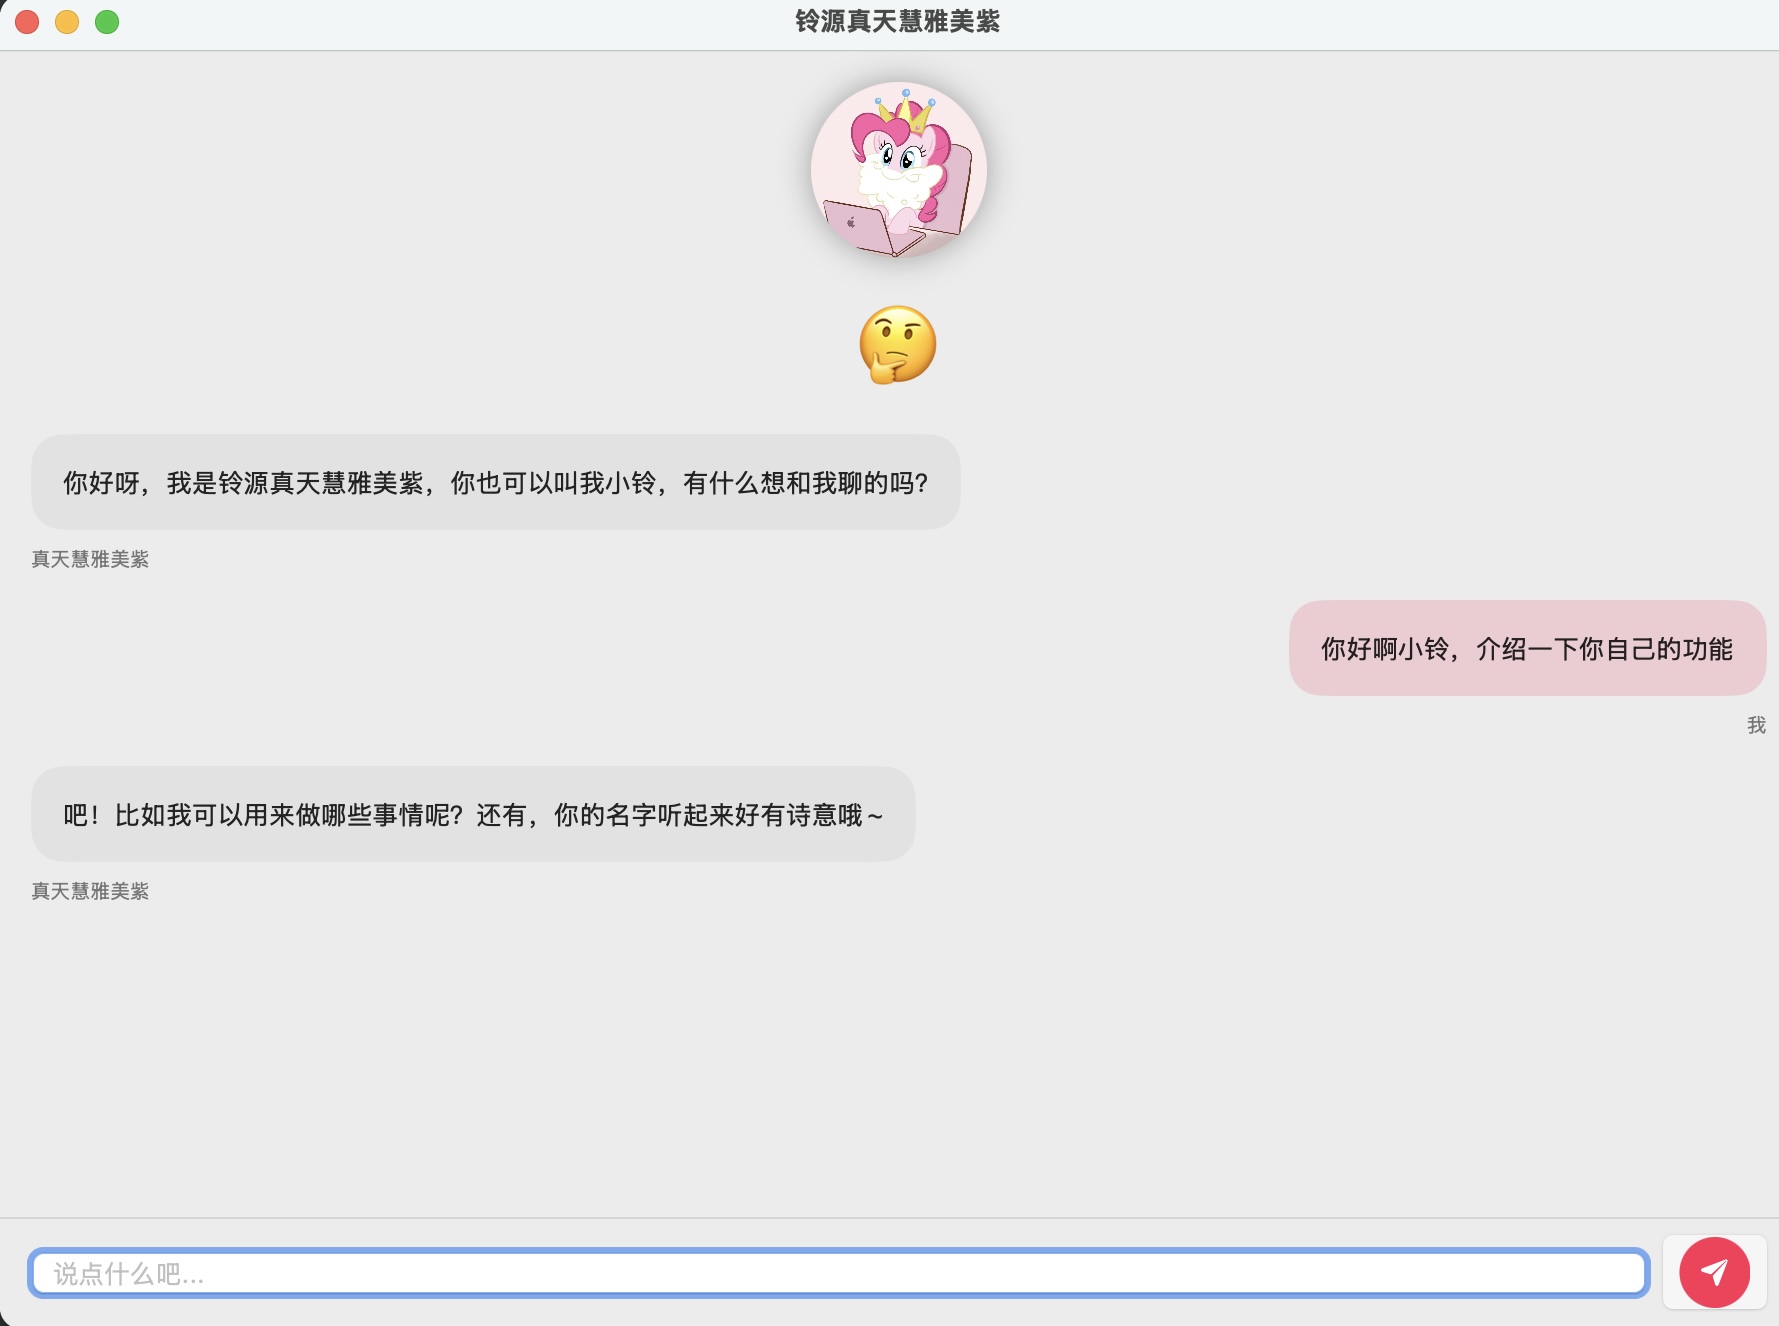 铃源真天慧雅美紫
你好呀，我是铃源真天慧雅美紫，你也可以叫我小铃，有什么想和我聊的吗？
真天慧雅美紫
你好啊小铃，介绍一下你自己的功能
我
吧！比如我可以用来做哪些事情呢？还有，你的名字听起来好有诗意哦～
真天慧雅美紫
说点什么吧...